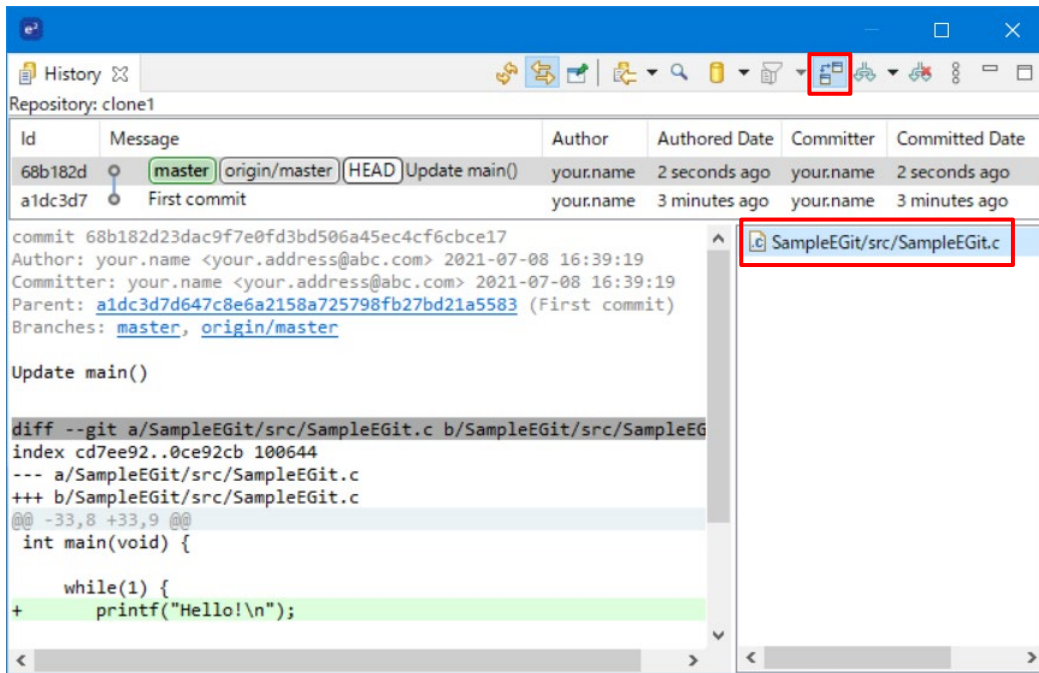 e²
History
Repository: clone1
Id Message Author Authored Date Committer Committed Date
68b182d master origin/master HEAD Update main() your.name 2 seconds ago your.name 2 seconds ago
a1dc3d7 First commit your.name 3 minutes ago your.name 3 minutes ago
commit 68b182d23dac9f7e0fd3bd506a45ec4cf6cbce17
Author: your.name <your.address@abc.com> 2021-07-08 16:39:19
Committer: your.name <your.address@abc.com> 2021-07-08 16:39:19
Parent: a1dc3d7d647c8e6a2158a725798fb27bd21a5583 (First commit)
Branches: master, origin/master
Update main()
diff --git a/SampleEGit/src/SampleEGit.c b/SampleEGit/src/SampleEG
index cd7ee92..0ce92cb 100644
--- a/SampleEGit/src/SampleEGit.c
+++ b/SampleEGit/src/SampleEGit.c
@@ -33,8 +33,9 @@
int main(void) {
while(1) {
+ printf("Hello!\n");
.c SampleEGit/src/SampleEGit.c